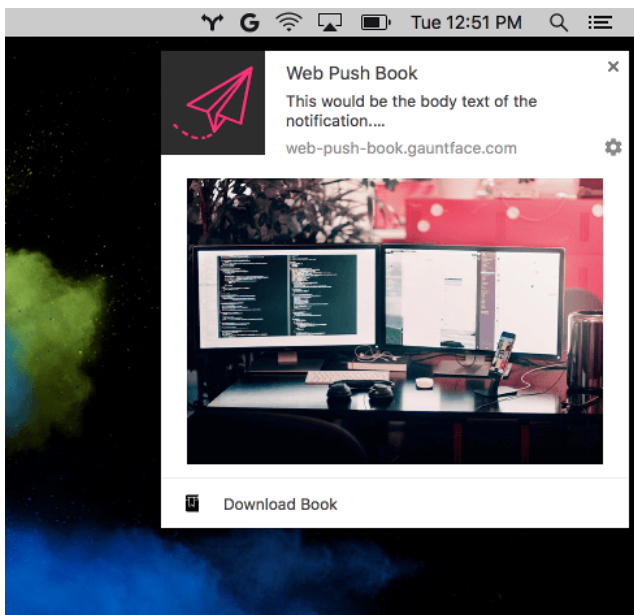 G Tue 12:51 PM
Web Push Book
This would be the body text of the
notification....
web-push-book.gauntface.com
Download Book